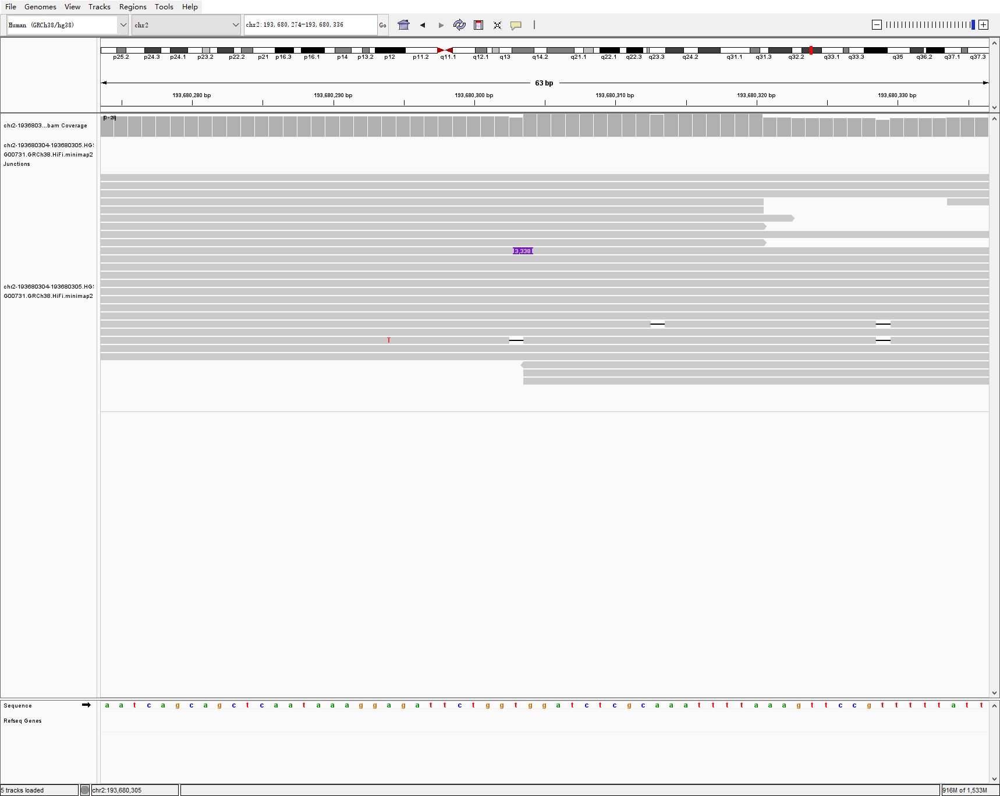 File Genomes View Tracks Regions Tools Help
Human (GRCh38/hg38) chr2 chr2:193,680,274-193,680,336 Go
p25.2 p24.3 p24.1 p23.2 p22.2 p21 p16.3 p16.1 p14 p13.2 p12 p11.2 q11.1 q12.1 q13 q14.2 q21.1 q22.1 q22.3 q23.3 q24.2 q31.1 q31.3 q32.2 q33.1 q33.3 q35 q36.2 q37.1 q37.3
63 bp
193,680,280 bp 193,680,290 bp 193,680,300 bp 193,680,310 bp 193,680,320 bp 193,680,330 bp
[0-26]
chr2-1936803...bam Coverage
chr2-193680304-193680305.HG
G00731.GRCh38.HiFi.minimap2
Junctions
3,338
chr2-193680304-193680305.HG
G00731.GRCh38.HiFi.minimap2
T
Sequence a a t c a g c a g c t c a a t a a a g g a g a t t c t g g t g g a t c t c g c a a a t t t t a a a g t t c c g t t t t t a t t
Refseq Genes
5 tracks loaded chr2:193,680,305 916M of 1,533M